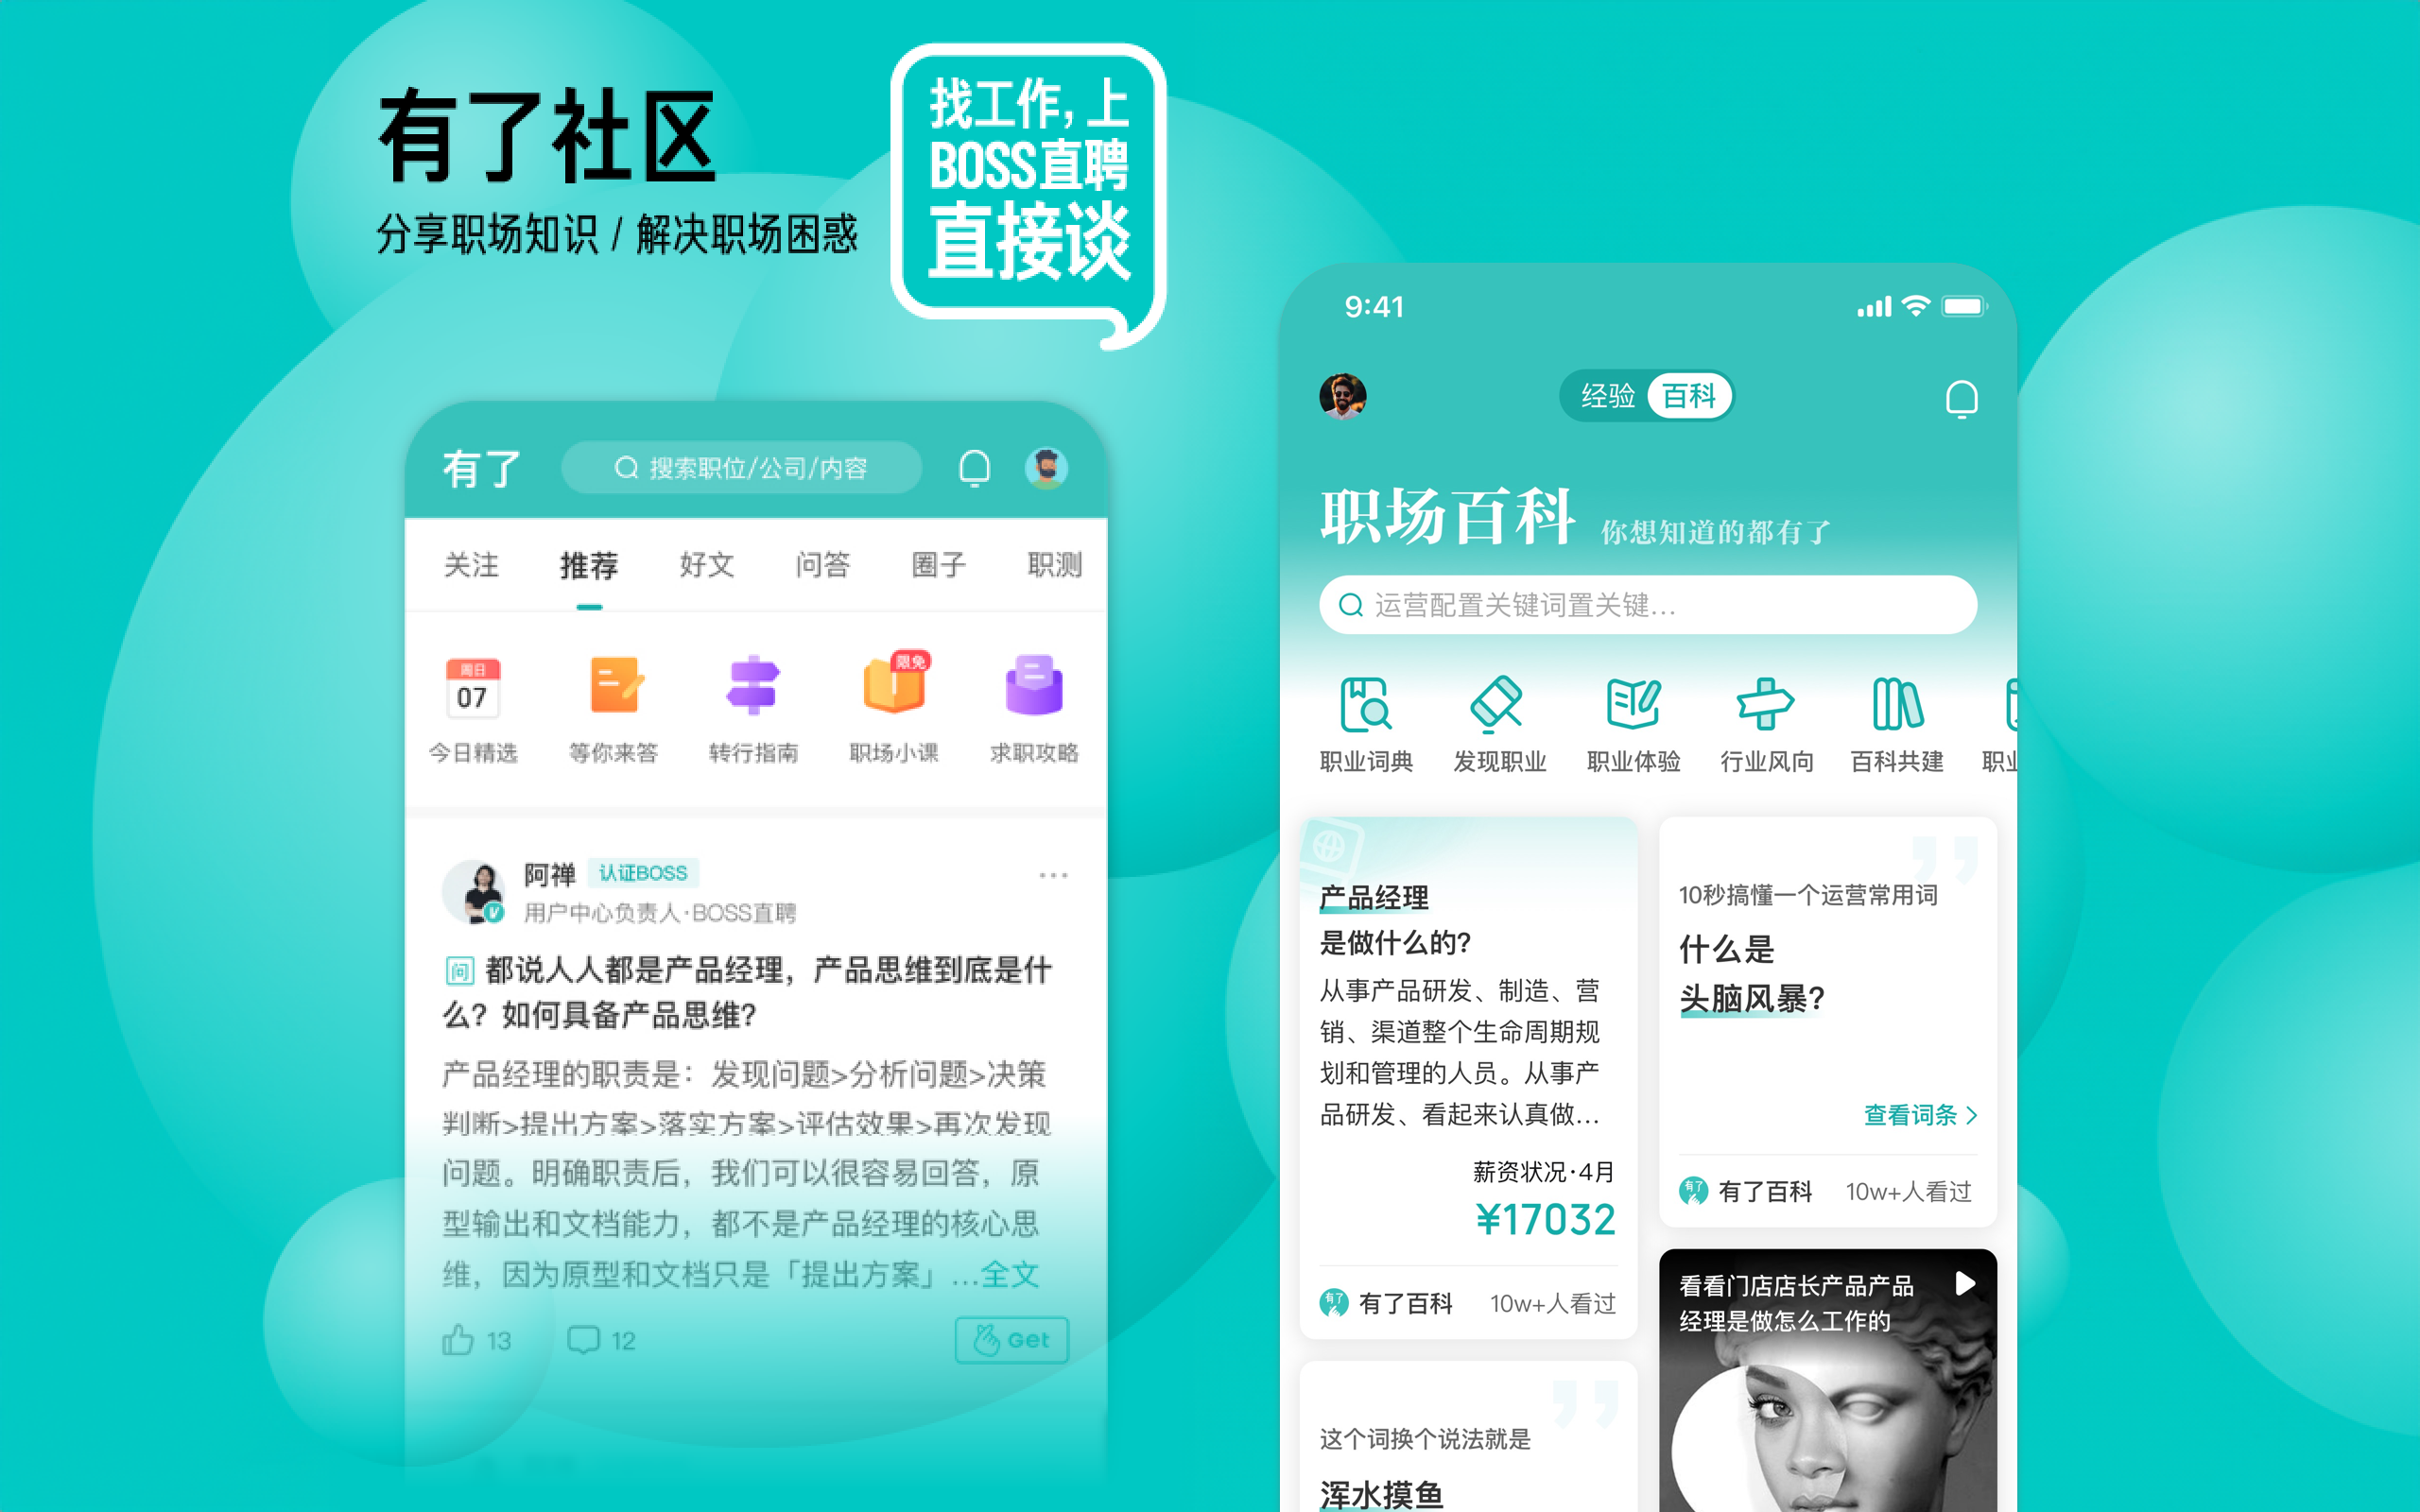 有了社区
分享职场知识 / 解决职场困惑
找工作, 上
BOSS直聘
直接谈
有了
搜索职位/公司/内容
关注 推荐 好文 问答 圈子 职测
周日
07
限免
今日精选 等你来答 转行指南 职场小课 求职攻略
阿禅 认证BOSS
V
用户中心负责人·BOSS直聘
问 都说人人都是产品经理，产品思维到底是什
么？如何具备产品思维？
产品经理的职责是：发现问题>分析问题>决策
判断>提出方案>落实方案>评估效果>再次发现
问题。明确职责后，我们可以很容易回答，原
型输出和文档能力，都不是产品经理的核心思
维，因为原型和文档只是「提出方案」...全文
13 12 Get
9:41
经验 百科
职场百科 你想知道的都有了
运营配置关键词置关键...
职业词典 发现职业 职业体验 行业风向 百科共建 职业
产品经理
是做什么的?
从事产品研发、制造、营
销、渠道整个生命周期规
划和管理的人员。从事产
品研发、看起来认真做...
薪资状况·4月
¥17032
有了
有了百科 10w+人看过
这个词换个说法就是
浑水摸鱼
10秒搞懂一个运营常用词
什么是
头脑风暴?
查看词条
有了
有了百科 10w+人看过
看看门店店长产品产品
经理是做怎么工作的